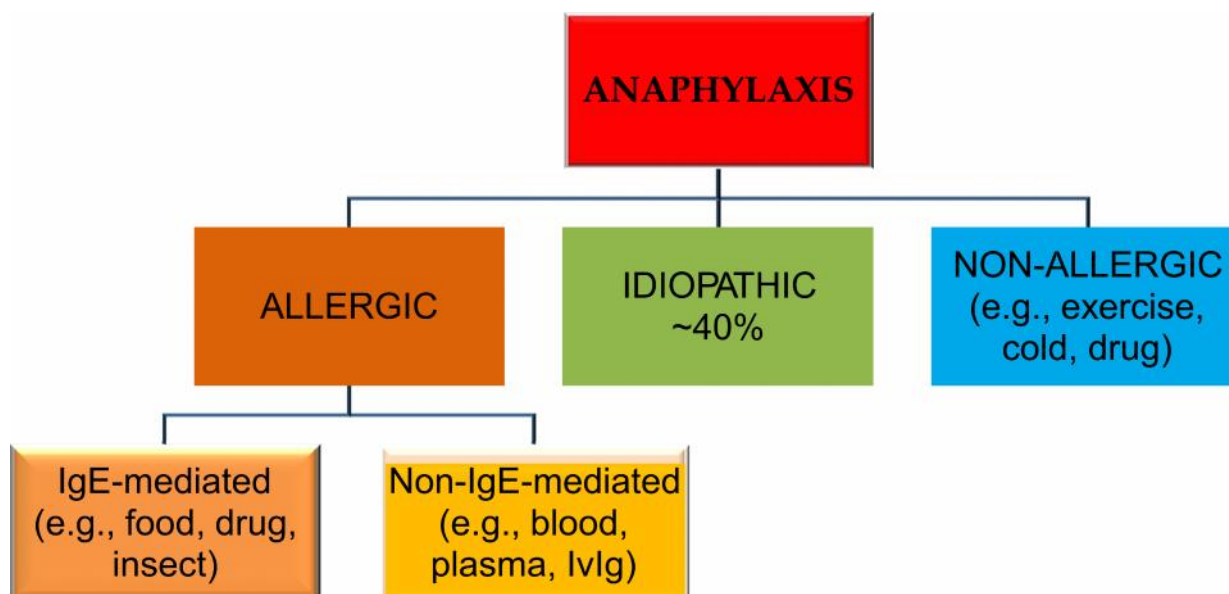 ANAPHYLAXIS
ALLERGIC
IDIOPATHIC
~40%
NON-ALLERGIC
(e.g., exercise,
cold, drug)
IgE-mediated
(e.g., food, drug,
insect)
Non-IgE-mediated
(e.g., blood,
plasma, IvIg)